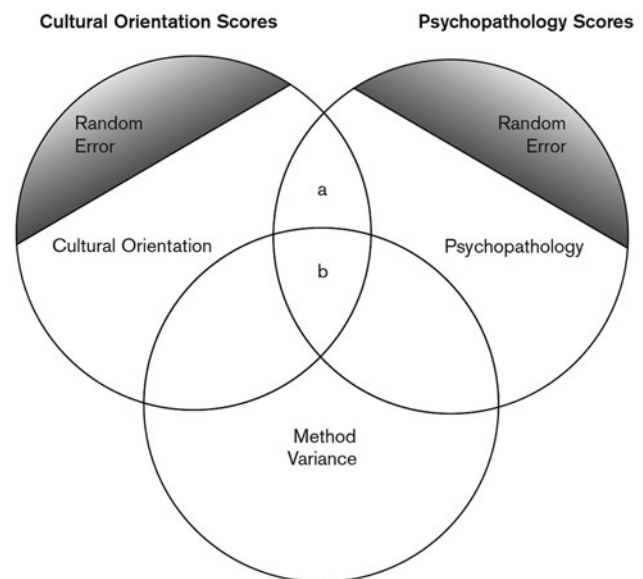 Cultural Orientation Scores
Psychopathology Scores
Random
Error
Random
Error
a
Cultural Orientation
Psychopathology
b
Method
Variance